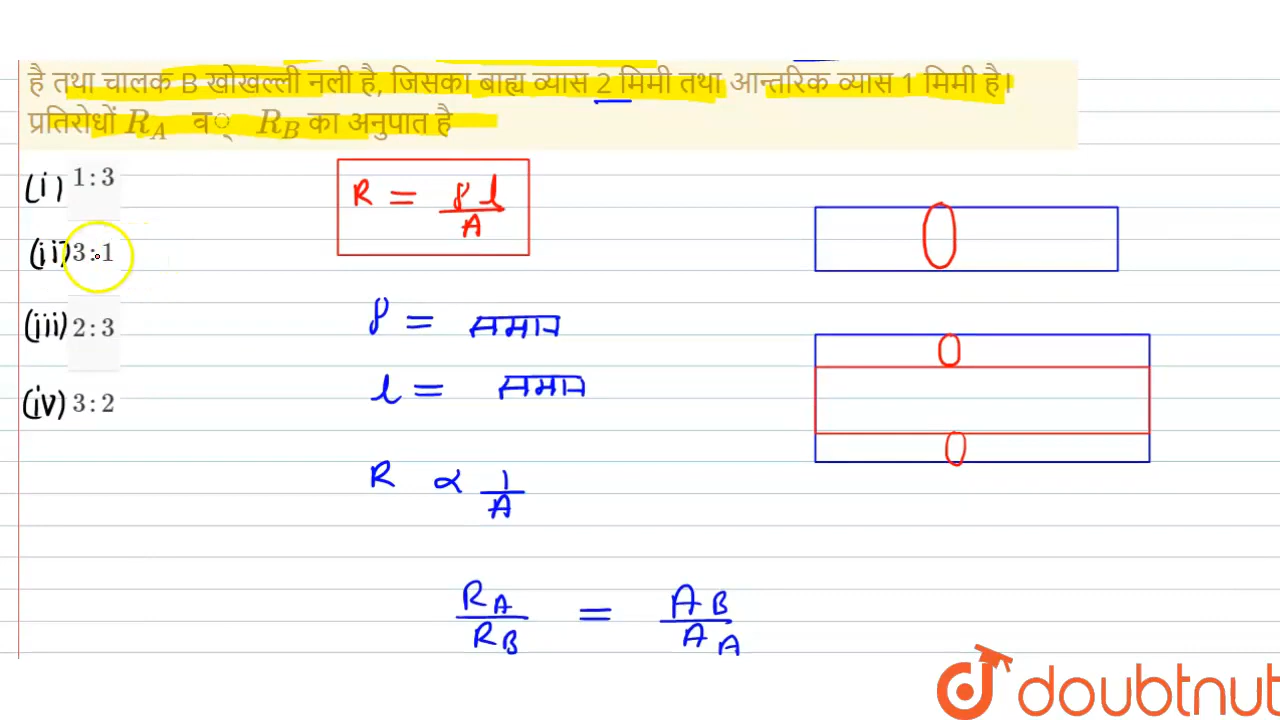 है तथा चालक B खोखल्ली नली है, जिसका बाह्य व्यास 2 मिमी तथा आन्तरिक व्यास 1 मिमी है।
प्रतिरोधों R_A व् R_B का अनुपात है
(i) 1 : 3
(ii) 3 : 1
(iii) 2 : 3
(iv) 3 : 2
R = ρl/A
ρ = समान
l = समान
R ∝ 1/A
R_A/R_B = A_B/A_A
doubtnut